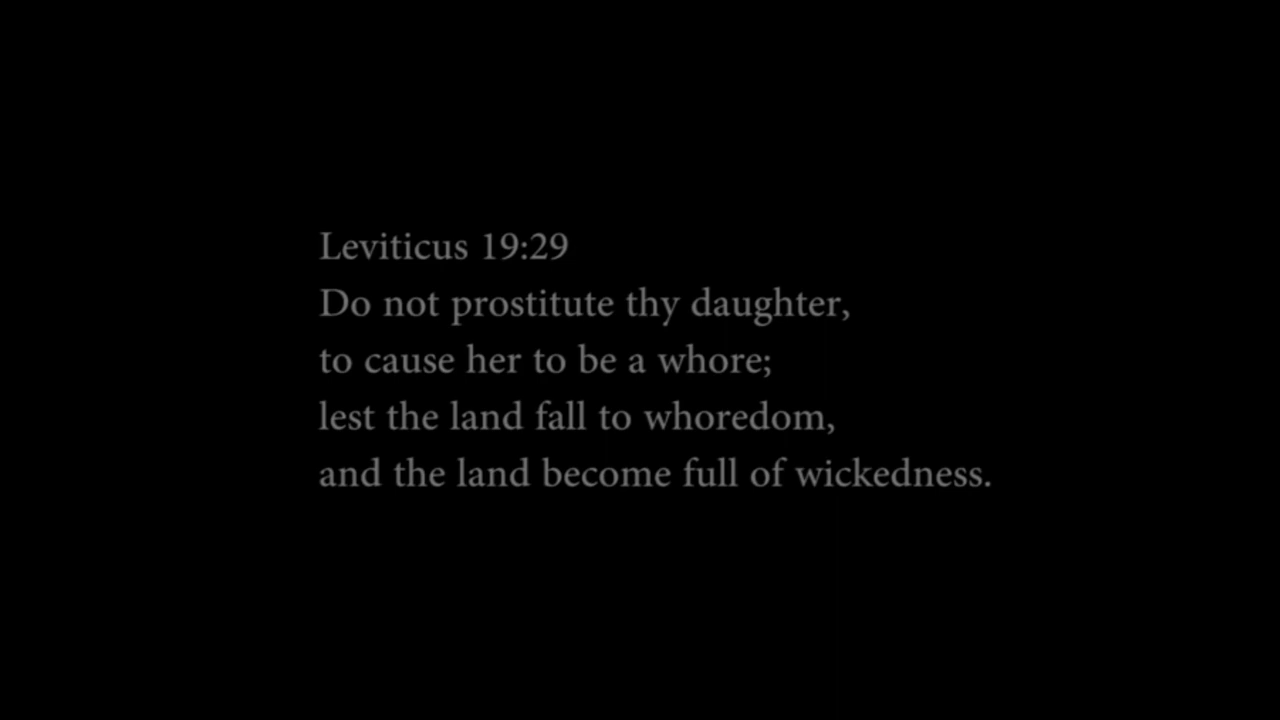 Leviticus 19:29
Do not prostitute thy daughter,
to cause her to be a whore;
lest the land fall to whoredom,
and the land become full of wickedness.